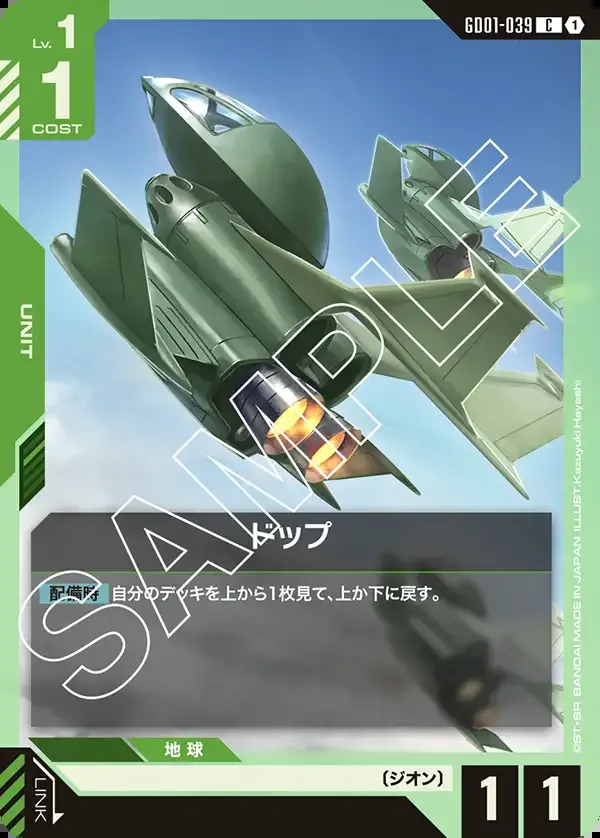 Lv. 1
1
COST
GD01-039 C 1
UNIT
SAMPLE
ドップ
配備時 自分のデッキを上から1枚見て、上か下に戻す。
©ST・SR BANDAI MADE IN JAPAN ILLUST.Kazuyuki Hayashi
地球
LINK
〔ジオン〕
1 1